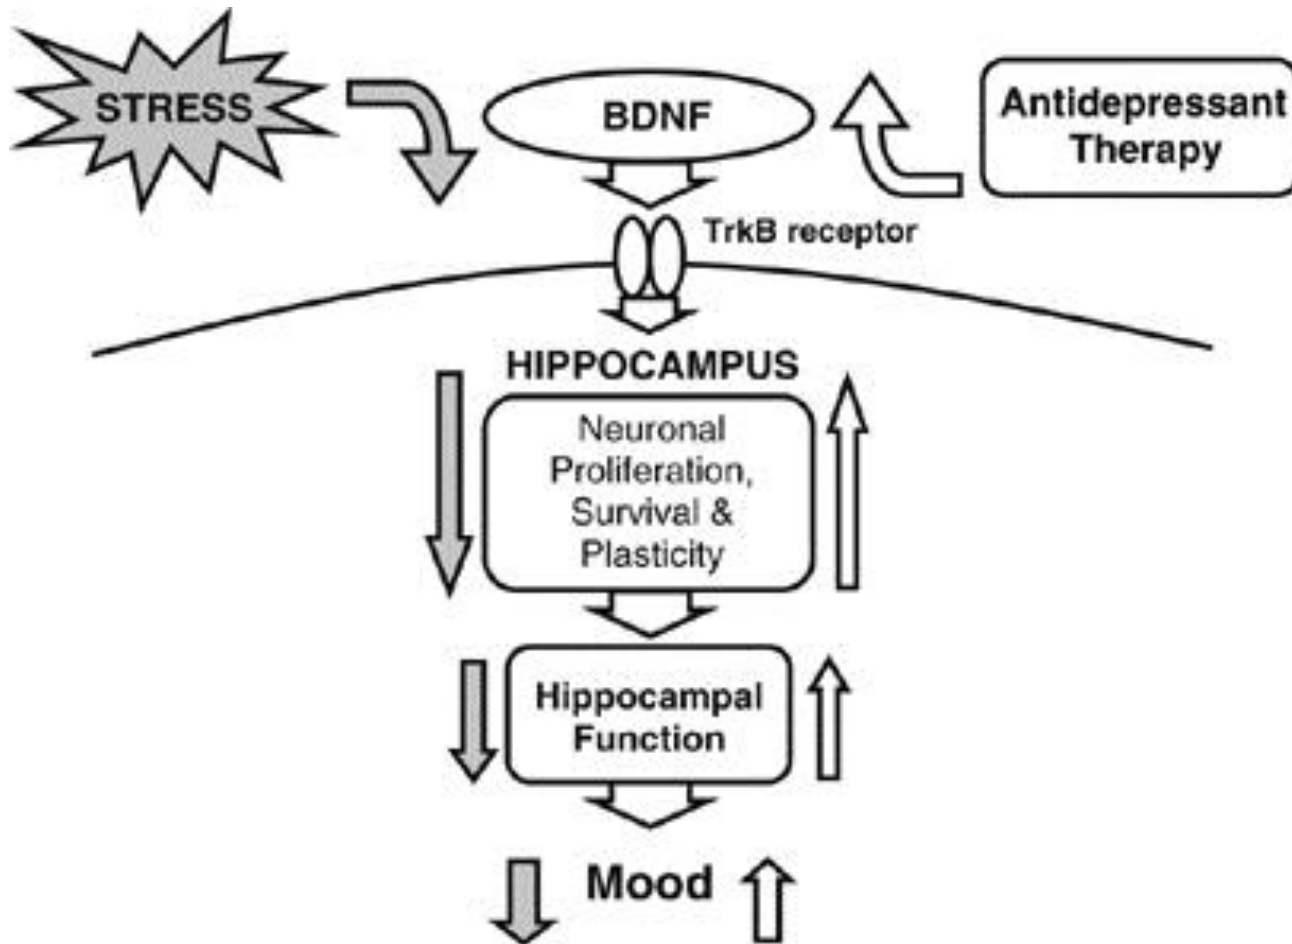 STRESS
BDNF
Antidepressant
Therapy
TrkB receptor
HIPPOCAMPUS
Neuronal
Proliferation,
Survival &
Plasticity
Hippocampal
Function
Mood